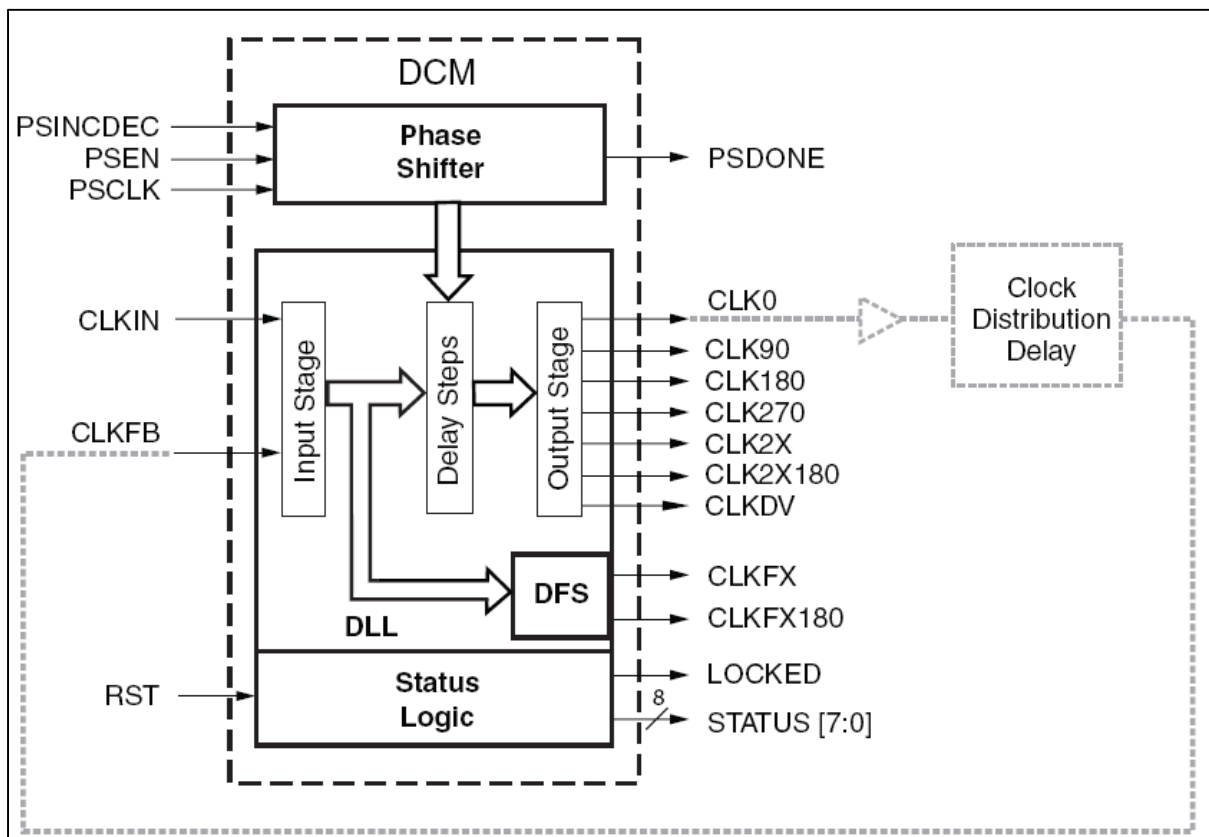 DCM
PSINCDEC
PSEN
PSCLK
Phase
Shifter
PSDONE
CLKIN
CLKFB
Input Stage
Delay Steps
Output Stage
CLK0
CLK90
CLK180
CLK270
CLK2X
CLK2X180
CLKDV
Clock
Distribution
Delay
DFS
CLKFX
CLKFX180
DLL
RST
Status
Logic
LOCKED
8
STATUS [7:0]